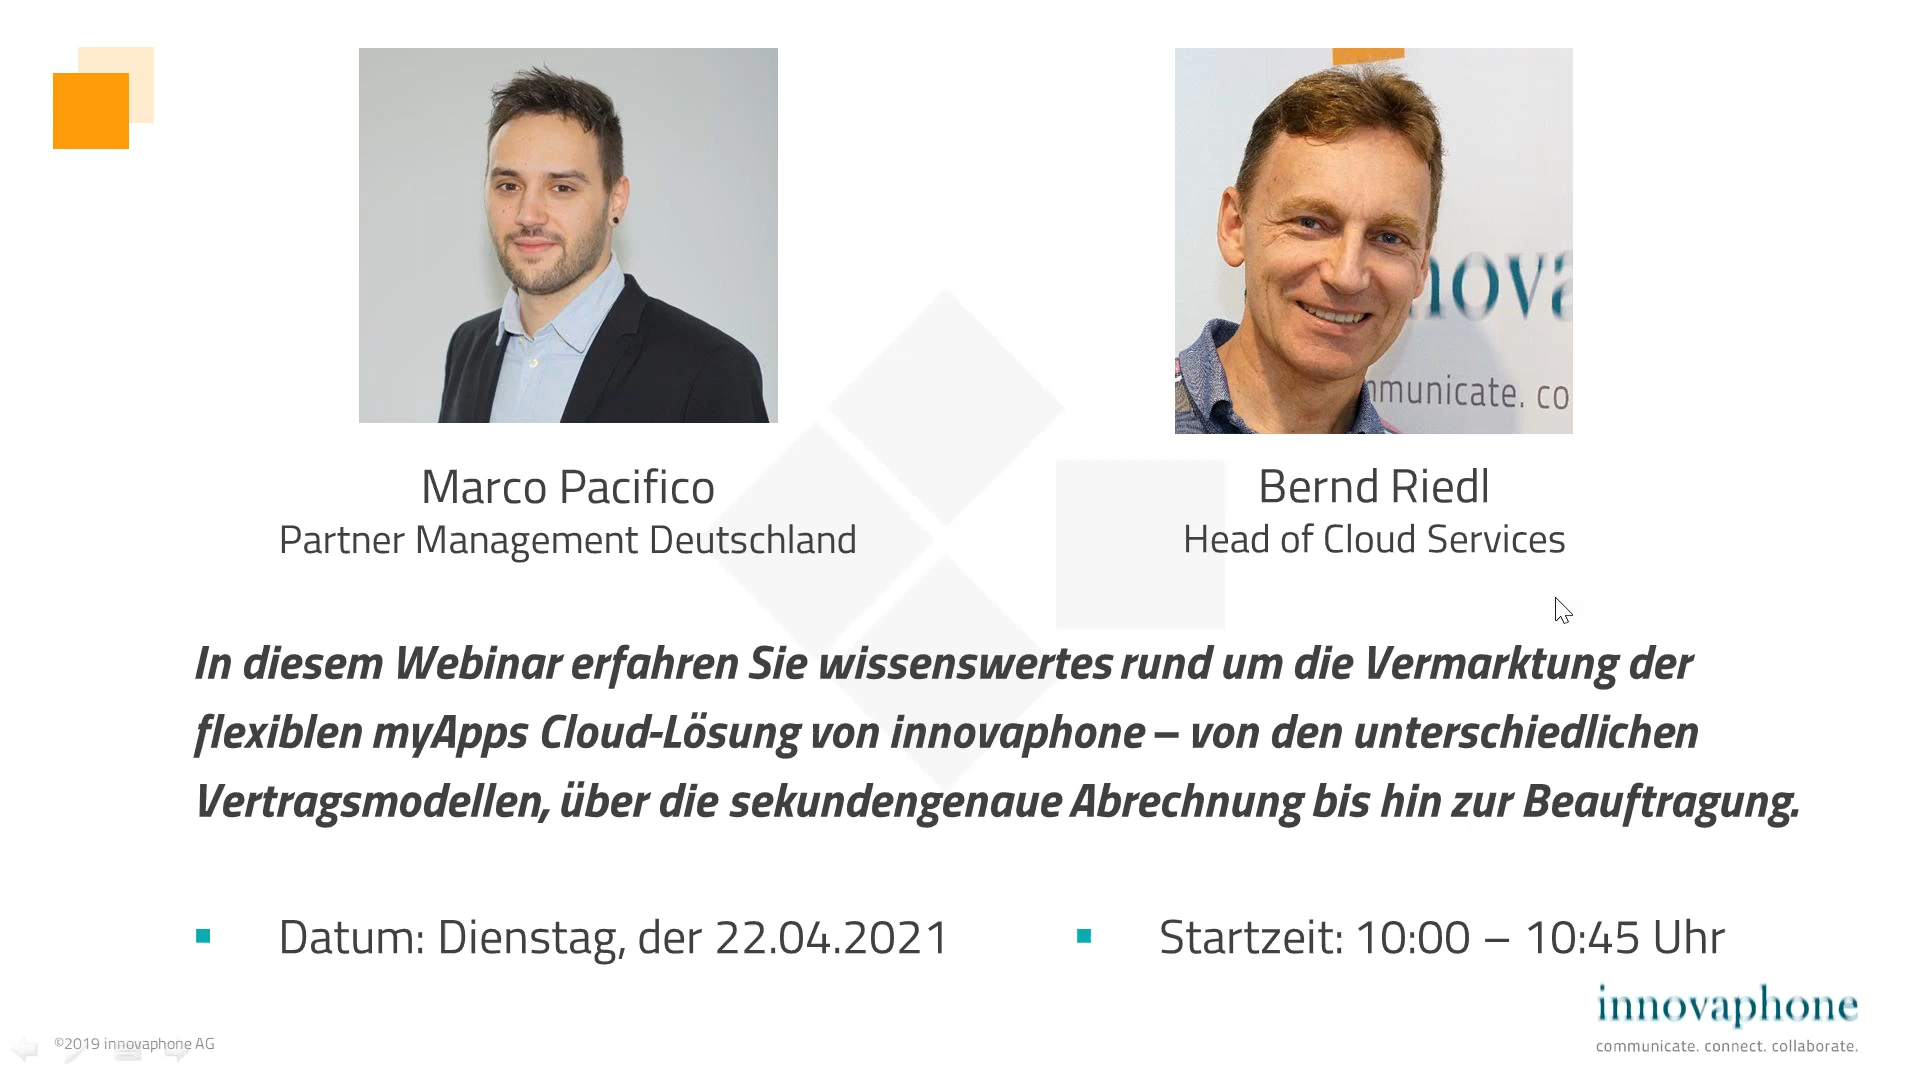 nova
mmunicate. co
Marco Pacifico
Partner Management Deutschland
Bernd Riedl
Head of Cloud Services
In diesem Webinar erfahren Sie wissenswertes rund um die Vermarktung der
flexiblen myApps Cloud-Lösung von innovaphone – von den unterschiedlichen
Vertragsmodellen, über die sekundengenaue Abrechnung bis hin zur Beauftragung.
Datum: Dienstag, der 22.04.2021
Startzeit: 10:00 – 10:45 Uhr
innovaphone
communicate. connect. collaborate.
©2019 innovaphone AG